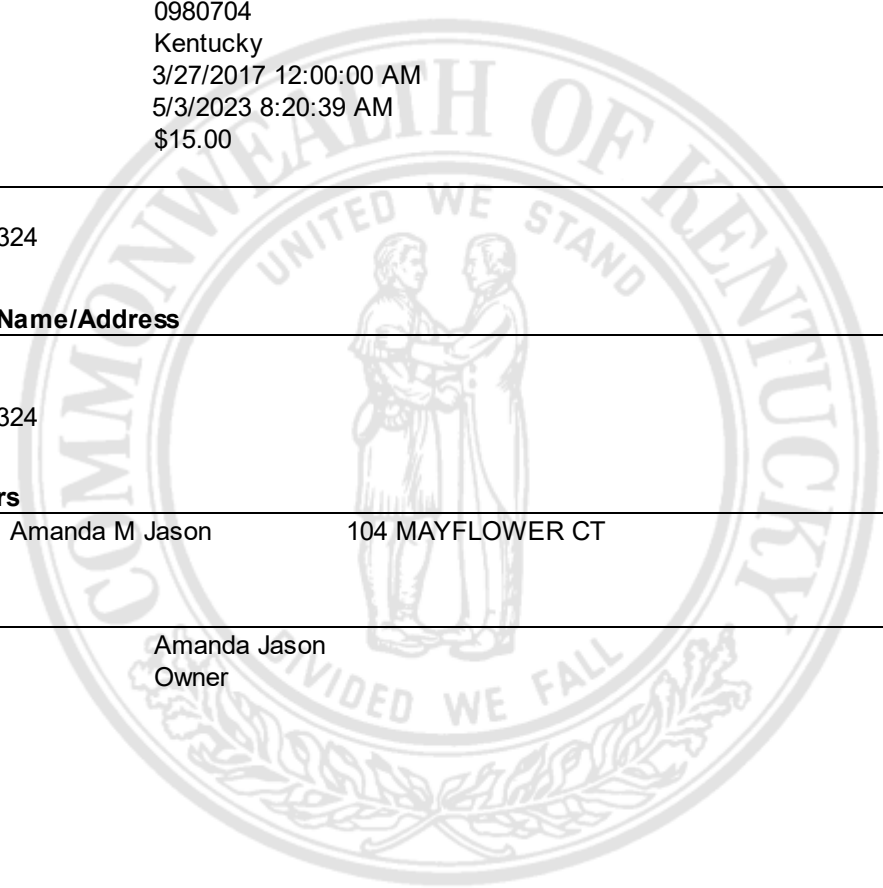 0980704
Kentucky
3/27/2017 12:00:00 AM
5/3/2023 8:20:39 AM
$15.00
324
Name/Address
324
rs
Amanda M Jason 104 MAYFLOWER CT
Amanda Jason
Owner
COMMONWEALTH OF KENTUCKY
UNITED WE STAND
DIVIDED WE FALL